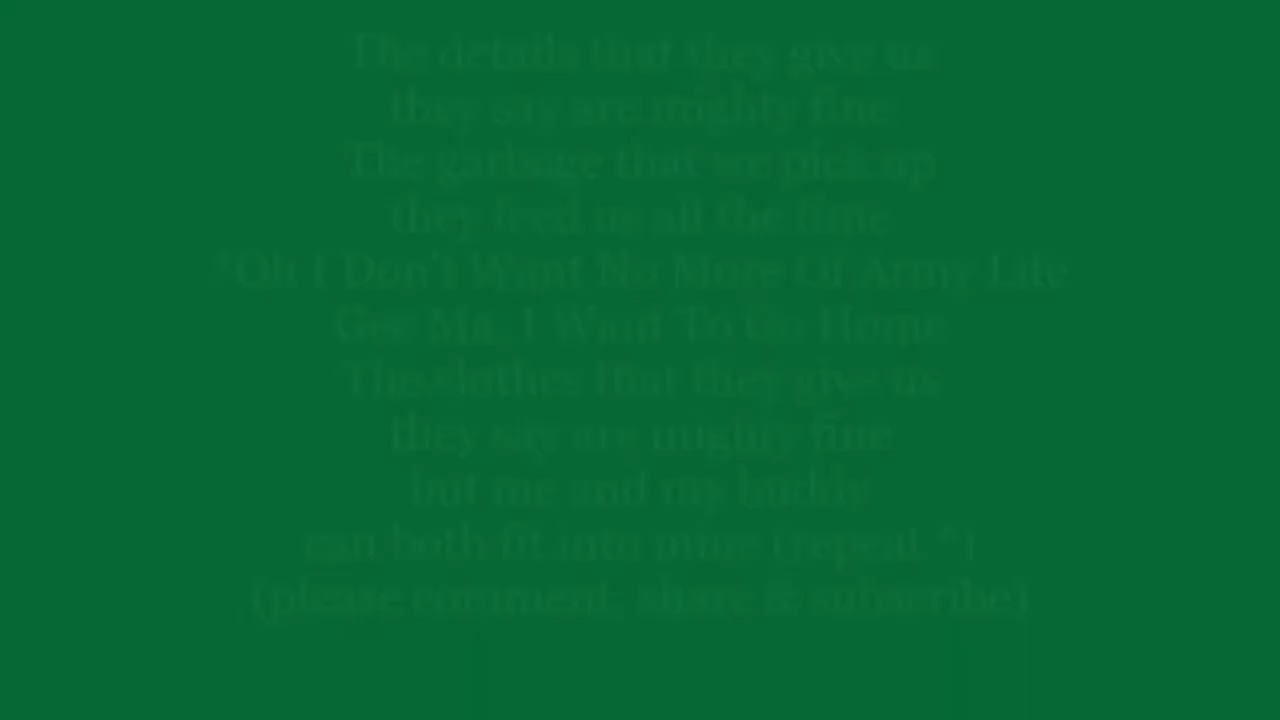 The details that they give us
they say are mighty fine
The garbage that we pick up
they feed us all the time
*Oh I Don't Want No More Of Army Life
Gee Ma, I Want To Go Home
The clothes that they give us
they say are mighty fine
but me and my buddy
can both fit into mine (repeat *)
(please comment, share & subscribe)